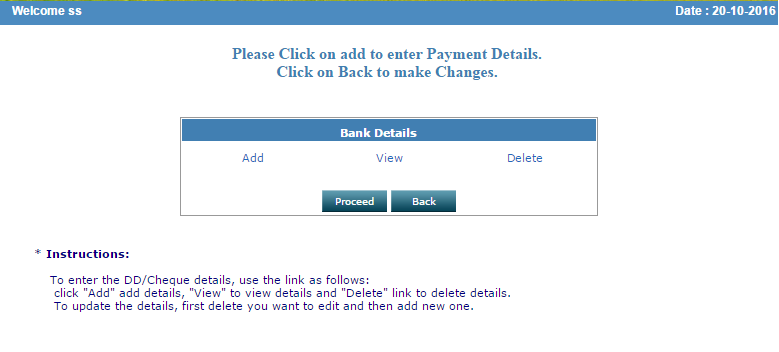 Welcome ss Date : 20-10-2016
Please Click on add to enter Payment Details.
Click on Back to make Changes.
Bank Details
Add View Delete
Proceed Back
* Instructions:
To enter the DD/Cheque details, use the link as follows:
click "Add" add details, "View" to view details and "Delete" link to delete details.
To update the details, first delete you want to edit and then add new one.